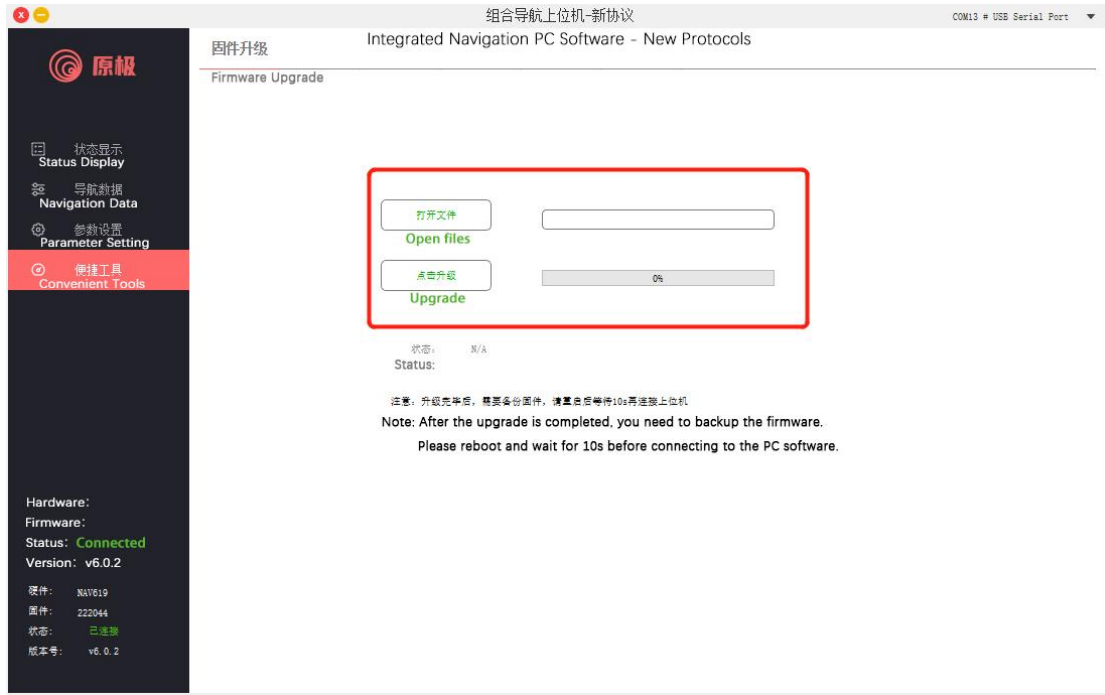 组合导航上位机-新协议
COM13 # USB Serial Port
原极
固件升级
Integrated Navigation PC Software - New Protocols
Firmware Upgrade
状态显示
Status Display
导航数据
Navigation Data
参数设置
Parameter Setting
便捷工具
Convenient Tools
打开文件
Open files
点击升级
0%
Upgrade
状态: N/A
Status:
注意: 升级完毕后, 需要备份固件, 请重启后等待10s再连接上位机
Note: After the upgrade is completed, you need to backup the firmware.
Please reboot and wait for 10s before connecting to the PC software.
Hardware:
Firmware:
Status: Connected
Version: v6.0.2
硬件: NAV619
固件: 222044
状态: 已连接
版本号: v6.0.2